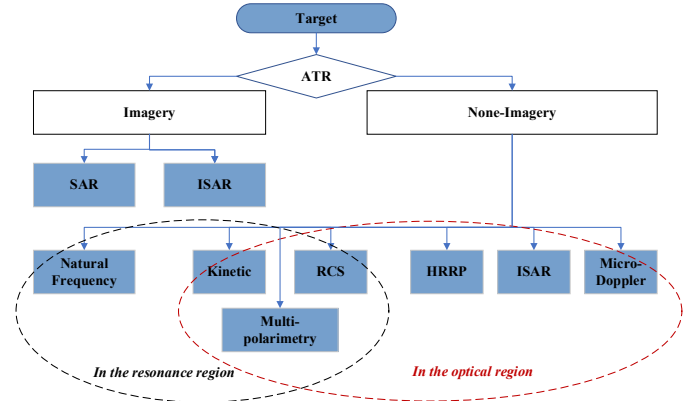 Target
ATR
Imagery
None-Imagery
SAR
ISAR
Natural
Frequency
Kinetic
RCS
HRRP
ISAR
Micro-
Doppler
Multi-
polarimetry
In the resonance region
In the optical region